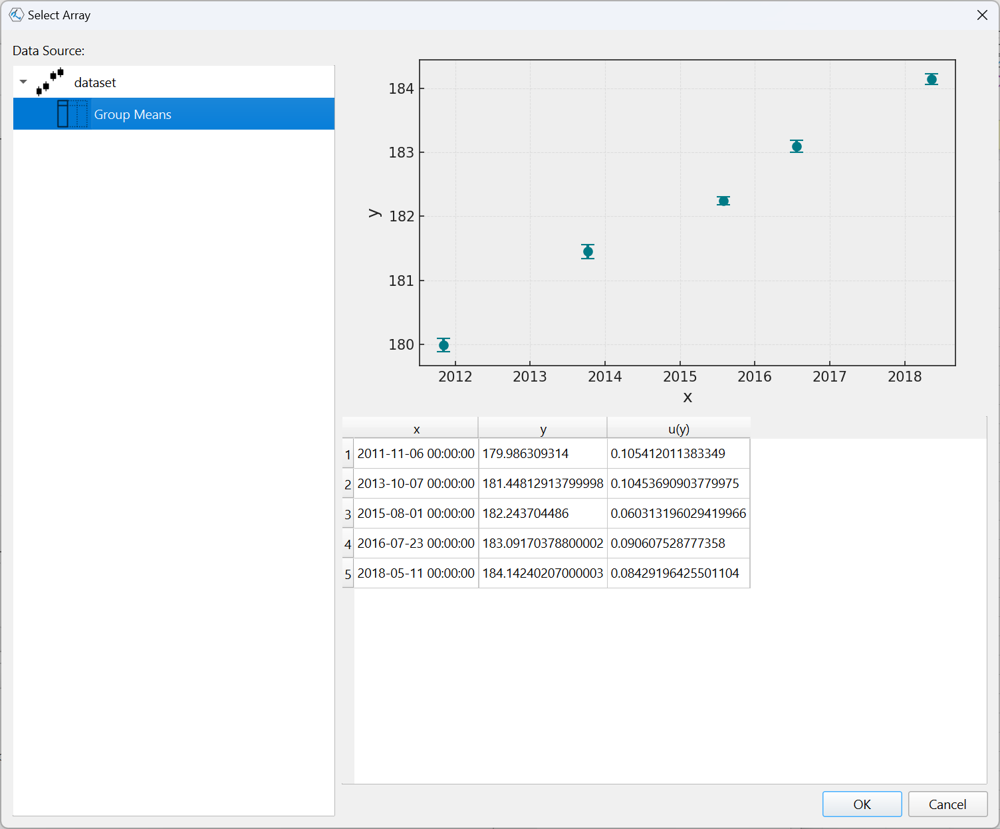 Select Array
Data Source:
dataset
Group Means
184
183
182
181
180
y
2012 2013 2014 2015 2016 2017 2018
x
x y u(y)
1 2011-11-06 00:00:00 179.986309314 0.105412011383349
2 2013-10-07 00:00:00 181.44812913799998 0.10453690903779975
3 2015-08-01 00:00:00 182.243704486 0.060313196029419966
4 2016-07-23 00:00:00 183.09170378800002 0.090607528777358
5 2018-05-11 00:00:00 184.14240207000003 0.08429196425501104
OK Cancel